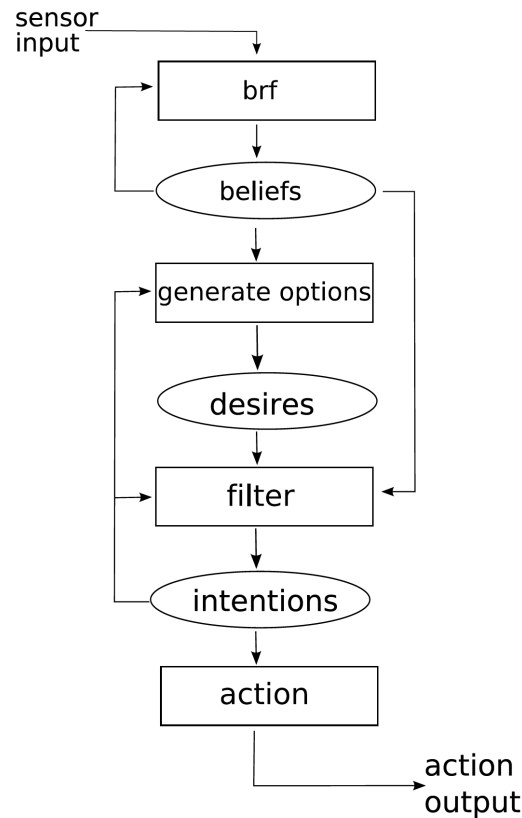 sensor
input
brf
beliefs
generate options
desires
filter
intentions
action
action
output